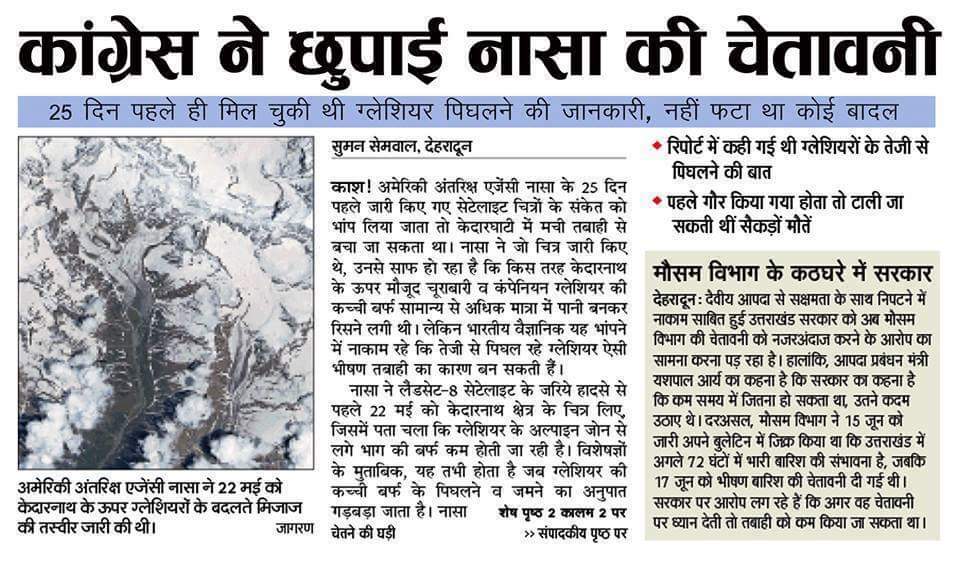 कांग्रेस ने छुपाई नासा की चेतावनी
25 दिन पहले ही मिल चुकी थी ग्लेशियर पिघलने की जानकारी, नहीं फटा था कोई बादल
अमेरिकी अंतरिक्ष एजेंसी नासा ने 22 मई को
केदारनाथ के ऊपर ग्लेशियरों के बदलते मिजाज
की तस्वीर जारी की थी। जागरण
सुमन सेमवाल, देहरादून
काश! अमेरिकी अंतरिक्ष एजेंसी नासा के 25 दिन
पहले जारी किए गए सेटेलाइट चित्रों के संकेत को
भांप लिया जाता तो केदारघाटी में मची तबाही से
बचा जा सकता था। नासा ने जो चित्र जारी किए
थे, उनसे साफ हो रहा है कि किस तरह केदारनाथ
के ऊपर मौजूद चूराबारी व कंपेनियन ग्लेशियर की
कच्ची बर्फ सामान्य से अधिक मात्रा में पानी बनकर
रिसने लगी थी। लेकिन भारतीय वैज्ञानिक यह भांपने
में नाकाम रहे कि तेजी से पिघल रहे ग्लेशियर ऐसी
भीषण तबाही का कारण बन सकती हैं।
नासा ने लैंडसेट-8 सेटेलाइट के जरिये हादसे से
पहले 22 मई को केदारनाथ क्षेत्र के चित्र लिए,
जिसमें पता चला कि ग्लेशियर के अल्पाइन जोन से
लगे भाग की बर्फ कम होती जा रही है। विशेषज्ञों
के मुताबिक, यह तभी होता है जब ग्लेशियर की
कच्ची बर्फ के पिघलने व जमने का अनुपात
गड़बड़ा जाता है। नासा शेष पृष्ठ 2 कालम 2 पर
चेतने की घड़ी >> संपादकीय पृष्ठ पर
रिपोर्ट में कही गई थी ग्लेशियरों के तेजी से
पिघलने की बात
पहले गौर किया गया होता तो टाली जा
सकती थीं सैकड़ों मौतें
मौसम विभाग के कठघरे में सरकार
देहरादून : देवीय आपदा से सक्षमता के साथ निपटने में
नाकाम साबित हुई उत्तराखंड सरकार को अब मौसम
विभाग की चेतावनी को नजरअंदाज करने के आरोप का
सामना करना पड़ रहा है। हालांकि, आपदा प्रबंधन मंत्री
यशपाल आर्य का कहना है कि सरकार का कहना है
कि कम समय में जितना हो सकता था, उतने कदम
उठाए थे। दरअसल, मौसम विभाग ने 15 जून को
जारी अपने बुलेटिन में जिक्र किया था कि उत्तराखंड में
अगले 72 घंटों में भारी बारिश की संभावना है, जबकि
17 जून को भीषण बारिश की चेतावनी दी गई थी।
सरकार पर आरोप लग रहे हैं कि अगर वह चेतावनी
पर ध्यान देती तो तबाही को कम किया जा सकता था।